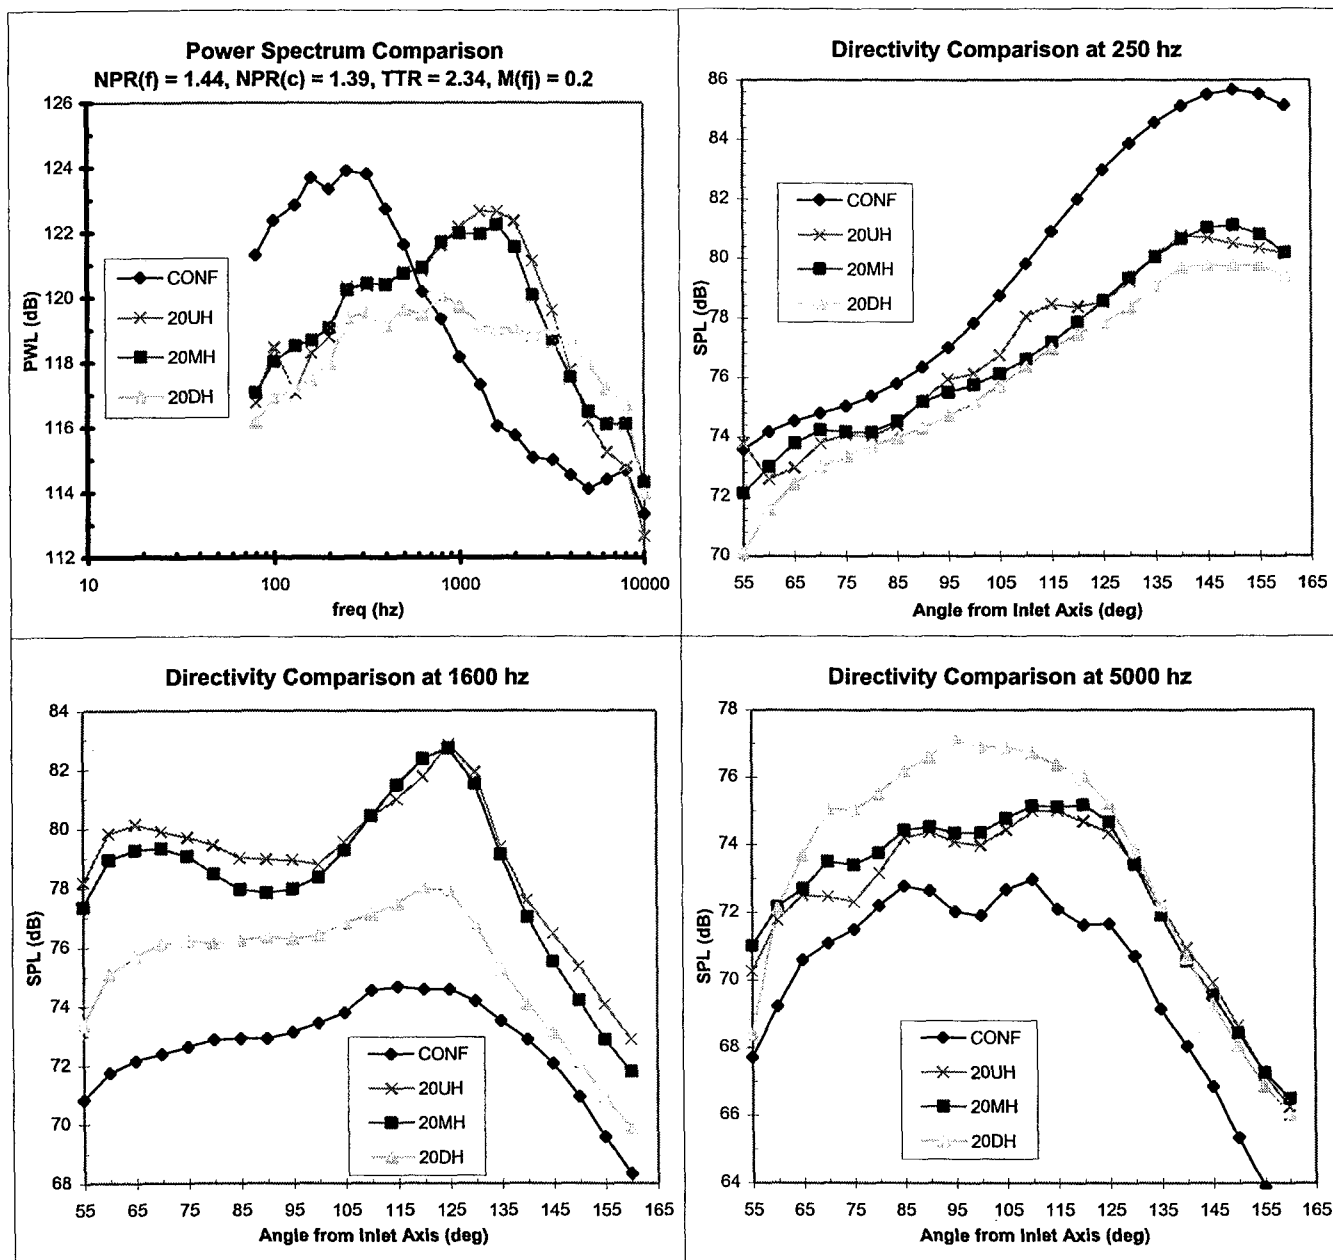 Power Spectrum Comparison
NPR(f) = 1.44, NPR(c) = 1.39, TTR = 2.34, M(fj) = 0.2
126
124
122
120
118
116
114
112
PWL (dB)
CONF
20UH
20MH
20DH
10
100
1000
10000
freq (hz)
Directivity Comparison at 250 hz
86
84
82
80
78
76
74
72
70
SPL (dB)
CONF
20UH
20MH
20DH
55 65 75 85 95 105 115 125 135 145 155 165
Angle from Inlet Axis (deg)
Directivity Comparison at 1600 hz
84
82
80
78
76
74
72
70
68
SPL (dB)
CONF
20UH
20MH
20DH
55 65 75 85 95 105 115 125 135 145 155 165
Angle from Inlet Axis (deg)
Directivity Comparison at 5000 hz
78
76
74
72
70
68
66
64
SPL (dB)
CONF
20UH
20MH
20DH
55 65 75 85 95 105 115 125 135 145 155 165
Angle from Inlet Axis (deg)